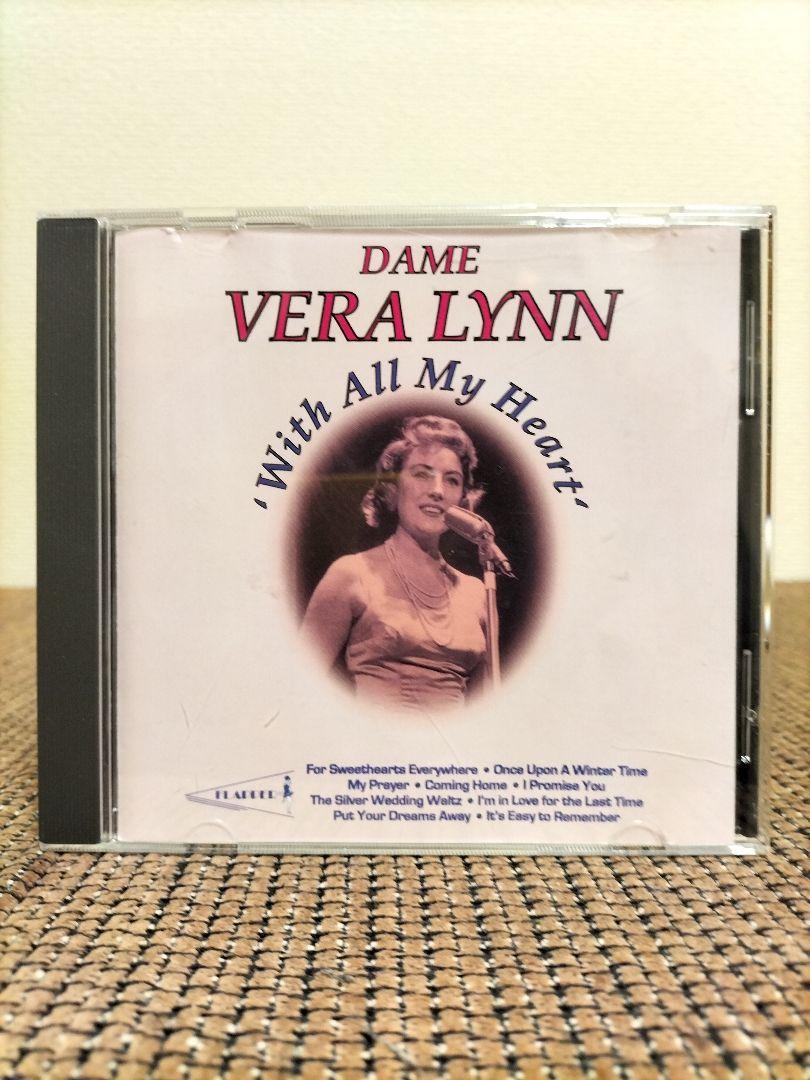 DAME
VERA LYNN
'With All My Heart'
FLAPPER
For Sweethearts Everywhere • Once Upon A Winter Time
My Prayer • Coming Home • I Promise You
The Silver Wedding Waltz • I'm in Love for the Last Time
Put Your Dreams Away • It's Easy to Remember